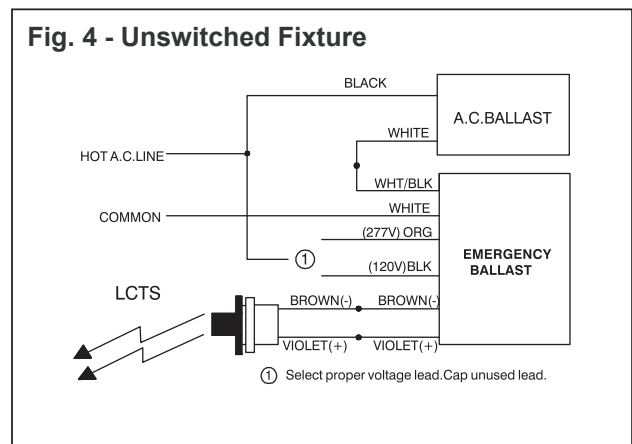 Fig. 4 - Unswitched Fixture
BLACK
A.C.BALLAST
WHITE
HOT A.C.LINE
WHT/BLK
WHITE
COMMON
(277V) ORG
①
EMERGENCY
BALLAST
(120V)BLK
LCTS
BROWN(-) BROWN(-)
VIOLET(+) VIOLET(+)
① Select proper voltage lead.Cap unused lead.